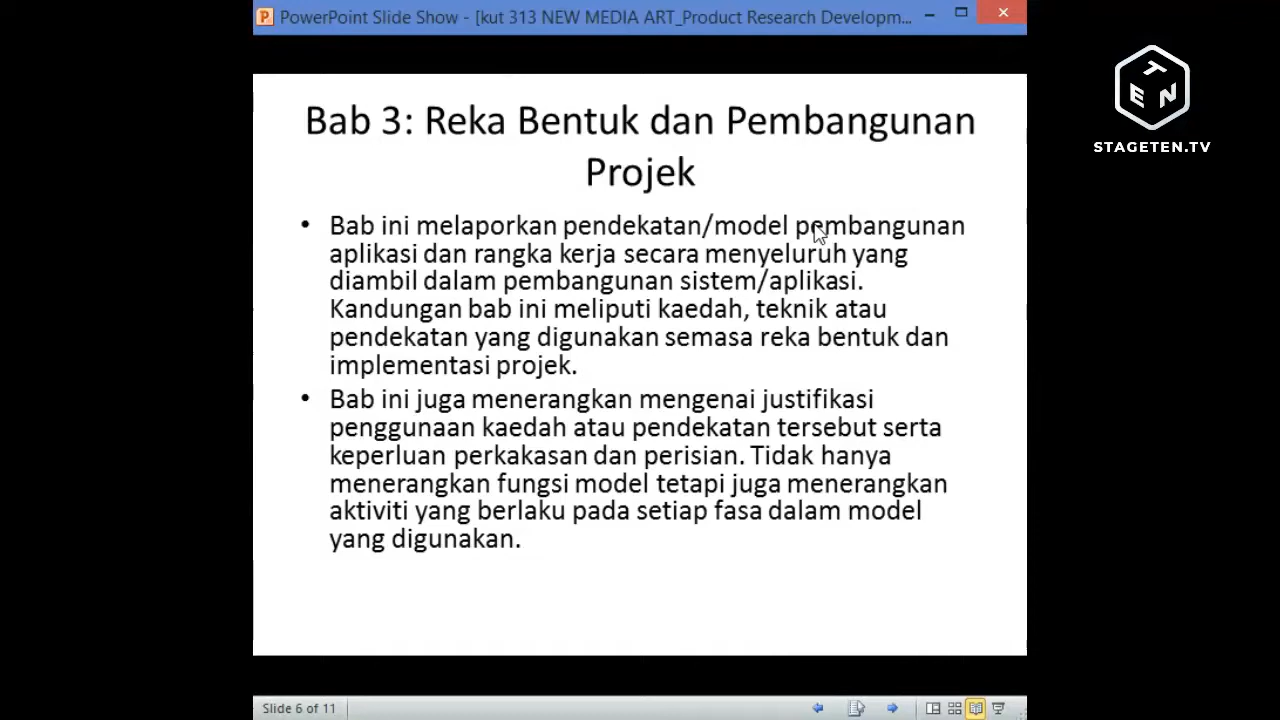 PowerPoint Slide Show - [kut 313 NEW MEDIA ART_Product Research Developm...
TEN
STAGETEN.TV
Bab 3: Reka Bentuk dan Pembangunan
Projek
• Bab ini melaporkan pendekatan/model pembangunan
aplikasi dan rangka kerja secara menyeluruh yang
diambil dalam pembangunan sistem/aplikasi.
Kandungan bab ini meliputi kaedah, teknik atau
pendekatan yang digunakan semasa reka bentuk dan
implementasi projek.
• Bab ini juga menerangkan mengenai justifikasi
penggunaan kaedah atau pendekatan tersebut serta
keperluan perkakasan dan perisian. Tidak hanya
menerangkan fungsi model tetapi juga menerangkan
aktiviti yang berlaku pada setiap fasa dalam model
yang digunakan.
Slide 6 of 11